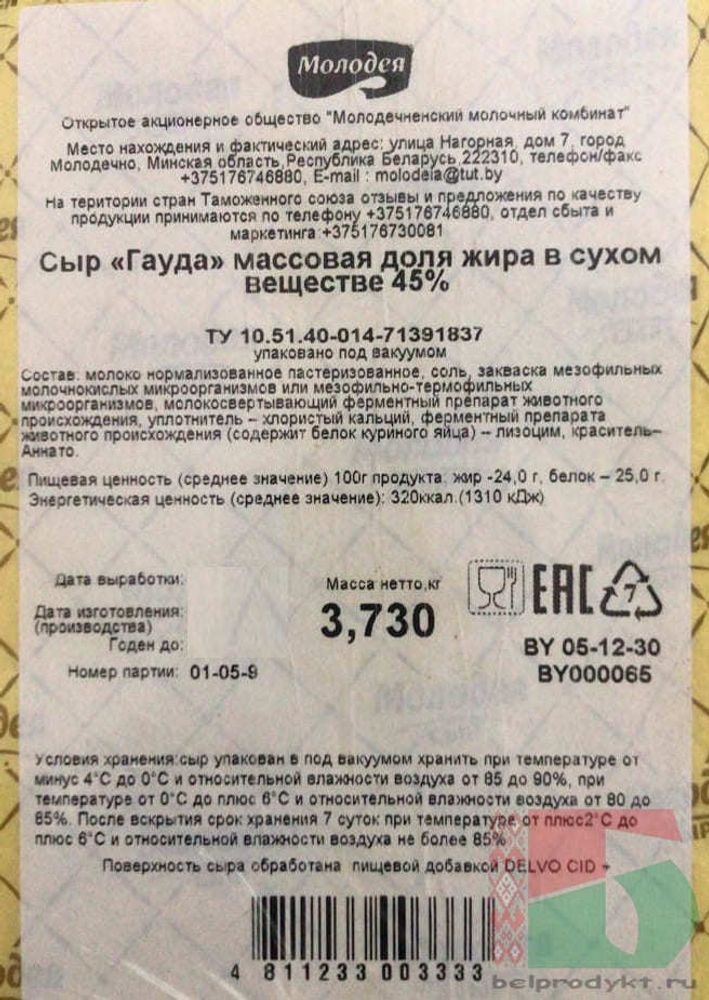 Молодея
Открытое акционерное общество "Молодечненский молочный комбинат"
Место нахождения и фактический адрес: улица Нагорная, дом 7, город
Молодечно, Минская область,Республика Беларусь,222310, телефон/факс
+375176746880, E-mail : molodeia@tut.by
На територии стран Таможенного союза отзывы и предложения по качеству
продукции принимаются по телефону +375176746880, отдел сбыта и
маркетинга:+375176730081
Сыр «Гауда» массовая доля жира в сухом
веществе 45%
ТУ 10.51.40-014-71391837
упаковано под вакуумом
Состав: молоко нормализованное пастеризованное, соль, закваска мезофильных
молочнокислых микроорганизмов или мезофильно-термофильных
микроорганизмов, молокосвертывающий ферментный препарат животного
происхождения, уплотнитель – хлористый кальций, ферментный препарата
животного происхождения (содержит белок куриного яйца) – лизоцим, краситель–
Аннато.
Пищевая ценность (среднее значение) 100г продукта: жир -24,0 г, белок – 25,0 г.
Энергетическая ценность (среднее значение): 320ккал.(1310 кДж)
Дата выработки:
Дата изготовления:
(производства)
Годен до:
Номер партии: 01-05-9
Масса нетто,кг
3,730
EAC
7
BY 05-12-30
BY000065
Условия хранения:сыр упакован в под вакуумом хранить при температуре от
минус 4°С до 0°С и относительной влажности воздуха от 85 до 90%, при
температуре от 0°С до плюс 6°С и относительной влажности воздуха от 80 до
85%. После вскрытия срок хранения 7 суток при температуре от плюс2°С до
плюс 6°С и относительной влажности воздуха не более 85%
Поверхность сыра обработана пищевой добавкой DELVO CID +
4 811233 003333
belprodykt.ru